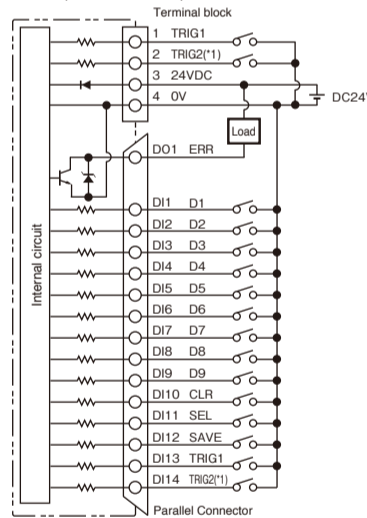 Terminal block
1 TRIG1
2 TRIG2(*1)
3 24VDC
4 0V
DC24
Load
DO1 ERR
Internal circuit
DI1 D1
DI2 D2
DI3 D3
DI4 D4
DI5 D5
DI6 D6
DI7 D7
DI8 D8
DI9 D9
DI10 CLR
DI11 SEL
DI12 SAVE
DI13 TRIG1
DI14 TRIG2(*1)
Parallel Connector